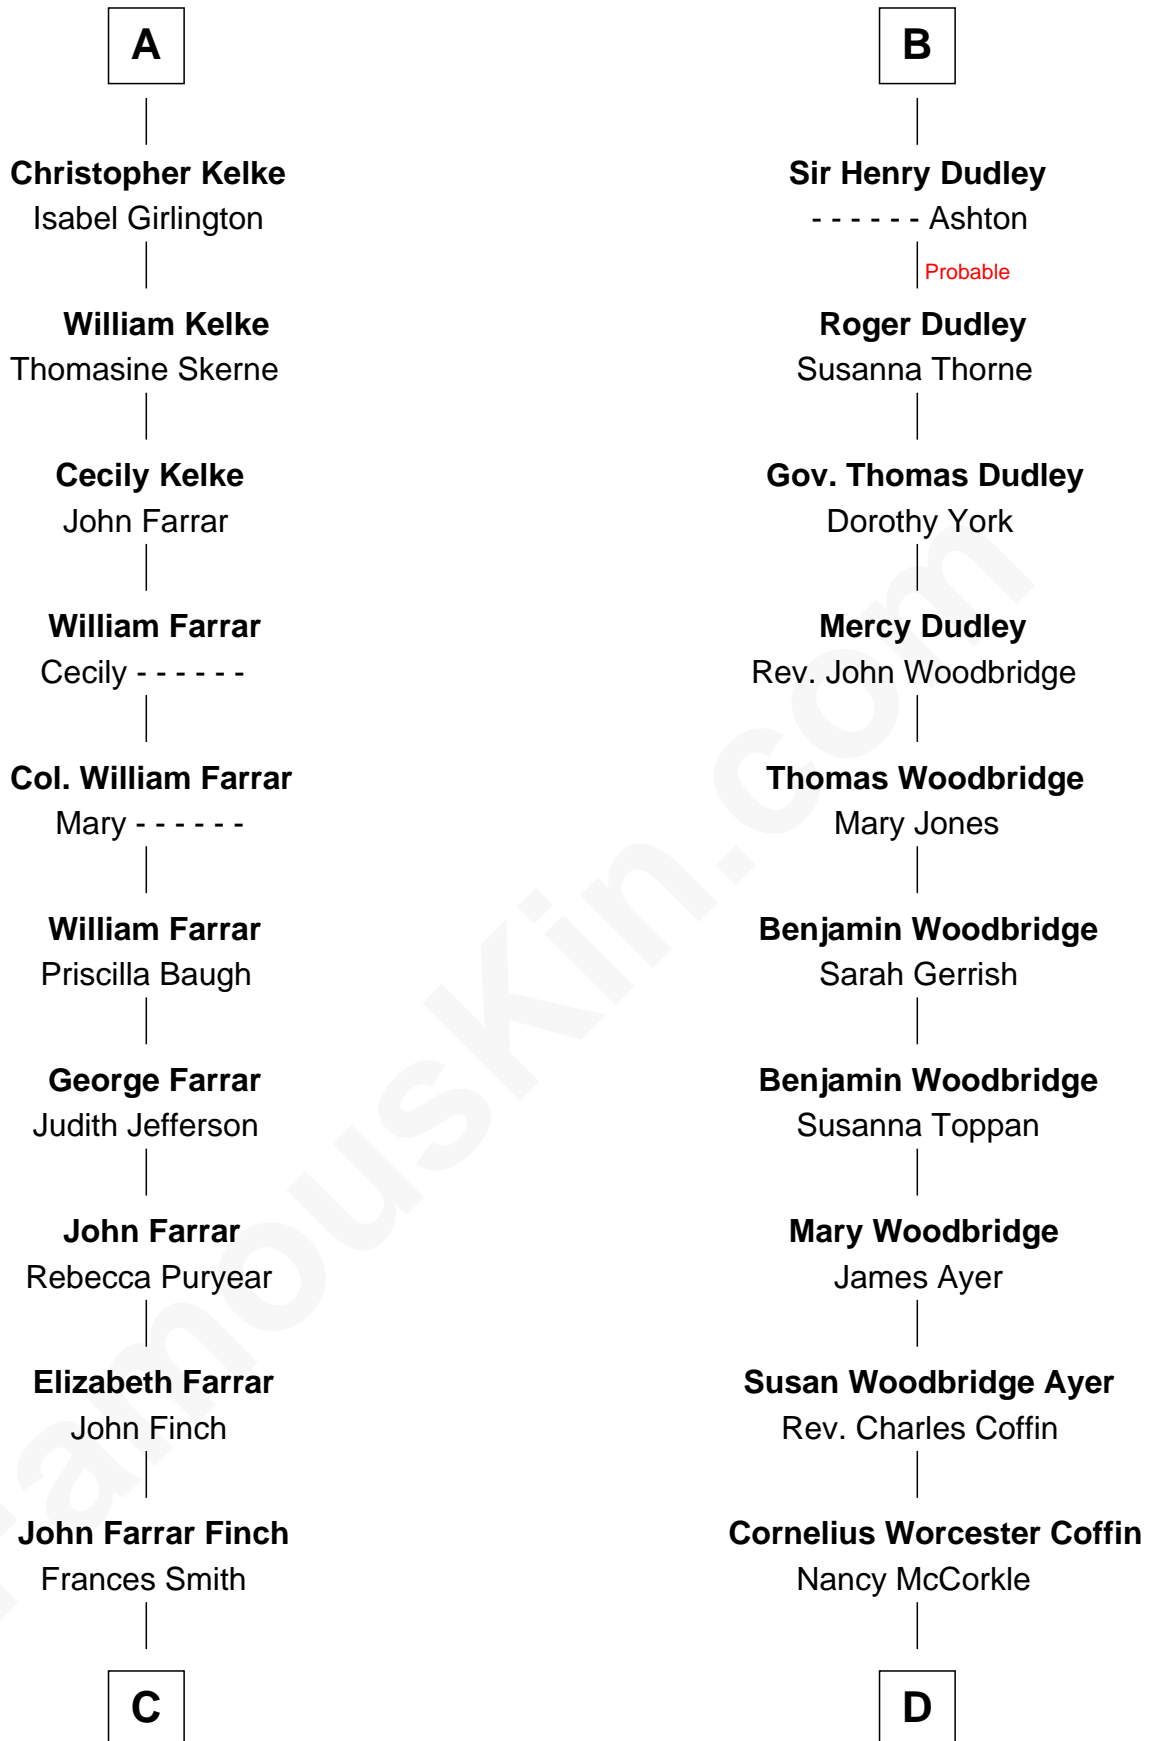 A
Christopher Kelke
Isabel Girlington
William Kelke
Thomasine Skerne
Cecily Kelke
John Farrar
William Farrar
Cecily - - - - - -
Col. William Farrar
Mary - - - - - -
William Farrar
Priscilla Baugh
George Farrar
Judith Jefferson
John Farrar
Rebecca Puryear
Elizabeth Farrar
John Finch
John Farrar Finch
Frances Smith
C
B
Sir Henry Dudley
- - - - - - Ashton
Probable
Roger Dudley
Susanna Thorne
Gov. Thomas Dudley
Dorothy York
Mercy Dudley
Rev. John Woodbridge
Thomas Woodbridge
Mary Jones
Benjamin Woodbridge
Sarah Gerrish
Benjamin Woodbridge
Susanna Toppan
Mary Woodbridge
James Ayer
Susan Woodbridge Ayer
Rev. Charles Coffin
Cornelius Worcester Coffin
Nancy McCorkle
D
FamousKin.com